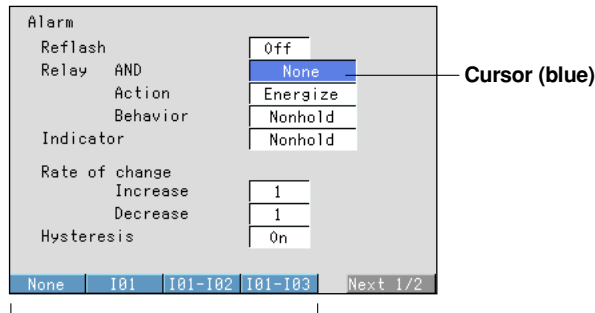 Alarm
Reflash Off
Relay AND None
Cursor (blue)
Action Energize
Behavior Nonhold
Indicator Nonhold
Rate of change
Increase 1
Decrease 1
Hysteresis On
None I01 I01-I02 I01-I03 Next 1/2